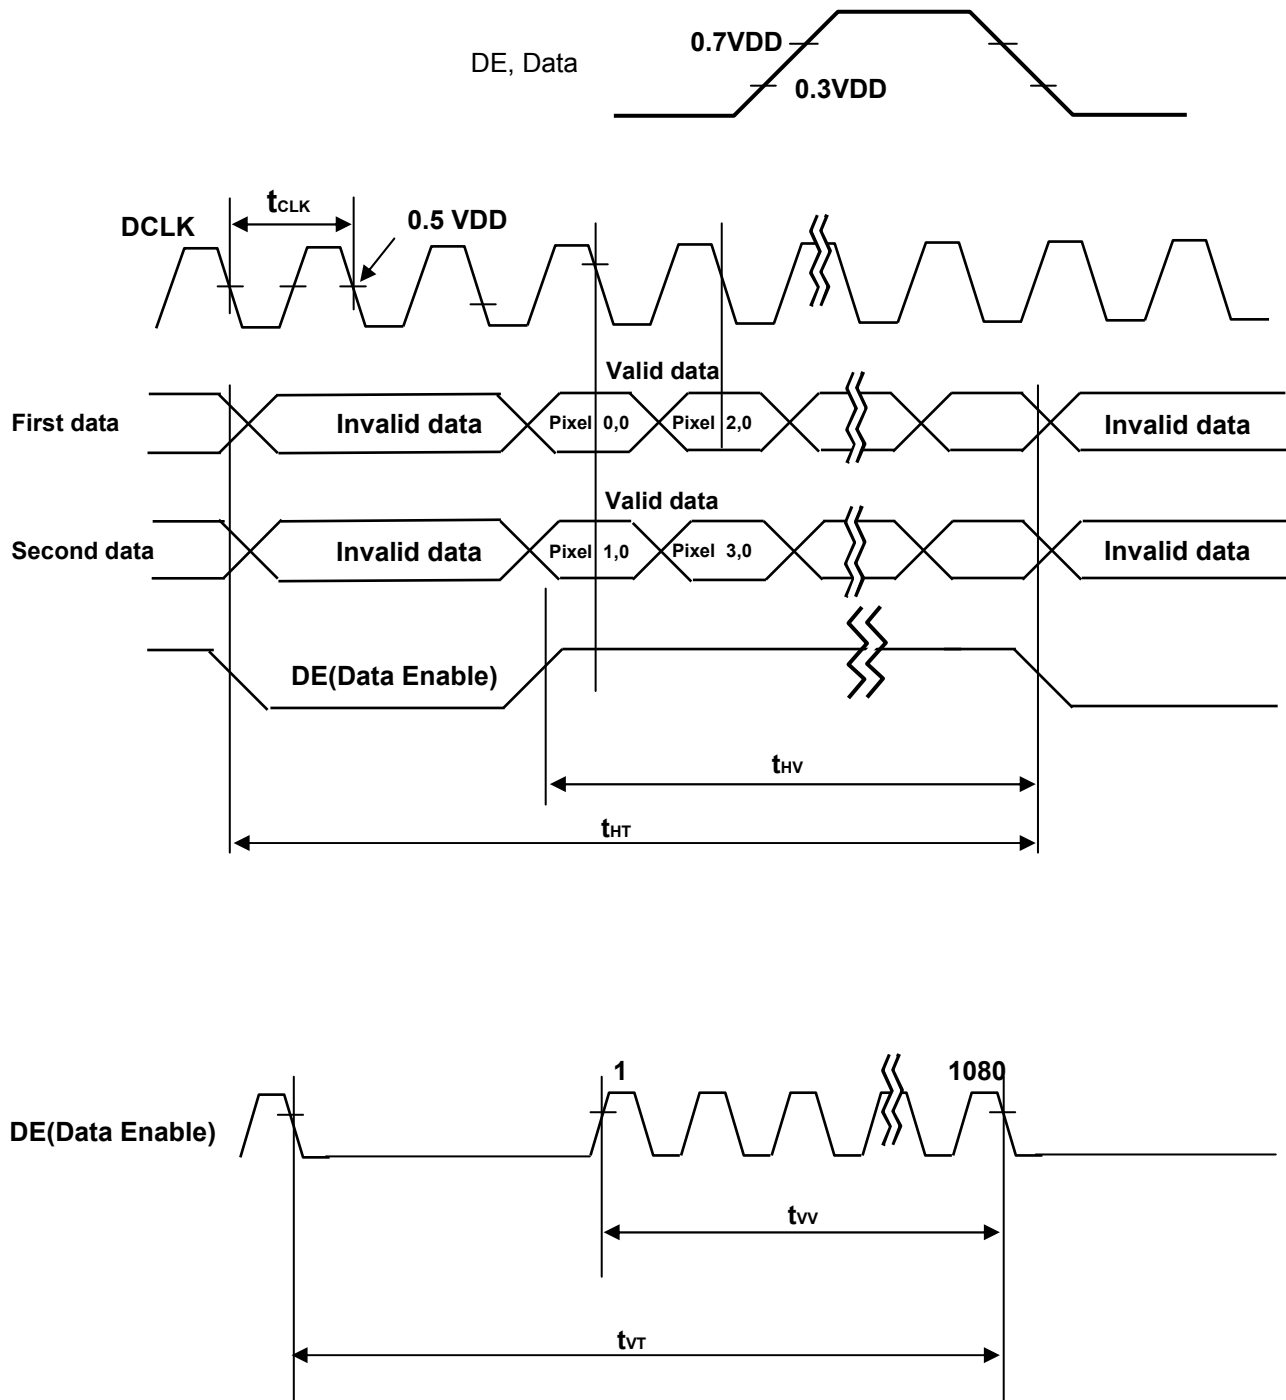 0.7VDD
DE, Data
0.3VDD
tCLK
DCLK
0.5 VDD
Valid data
First data
Invalid data
Pixel 0,0
Pixel 2,0
Invalid data
Valid data
Second data
Invalid data
Pixel 1,0
Pixel 3,0
Invalid data
DE(Data Enable)
tHV
tHT
1
1080
DE(Data Enable)
tVV
tVT